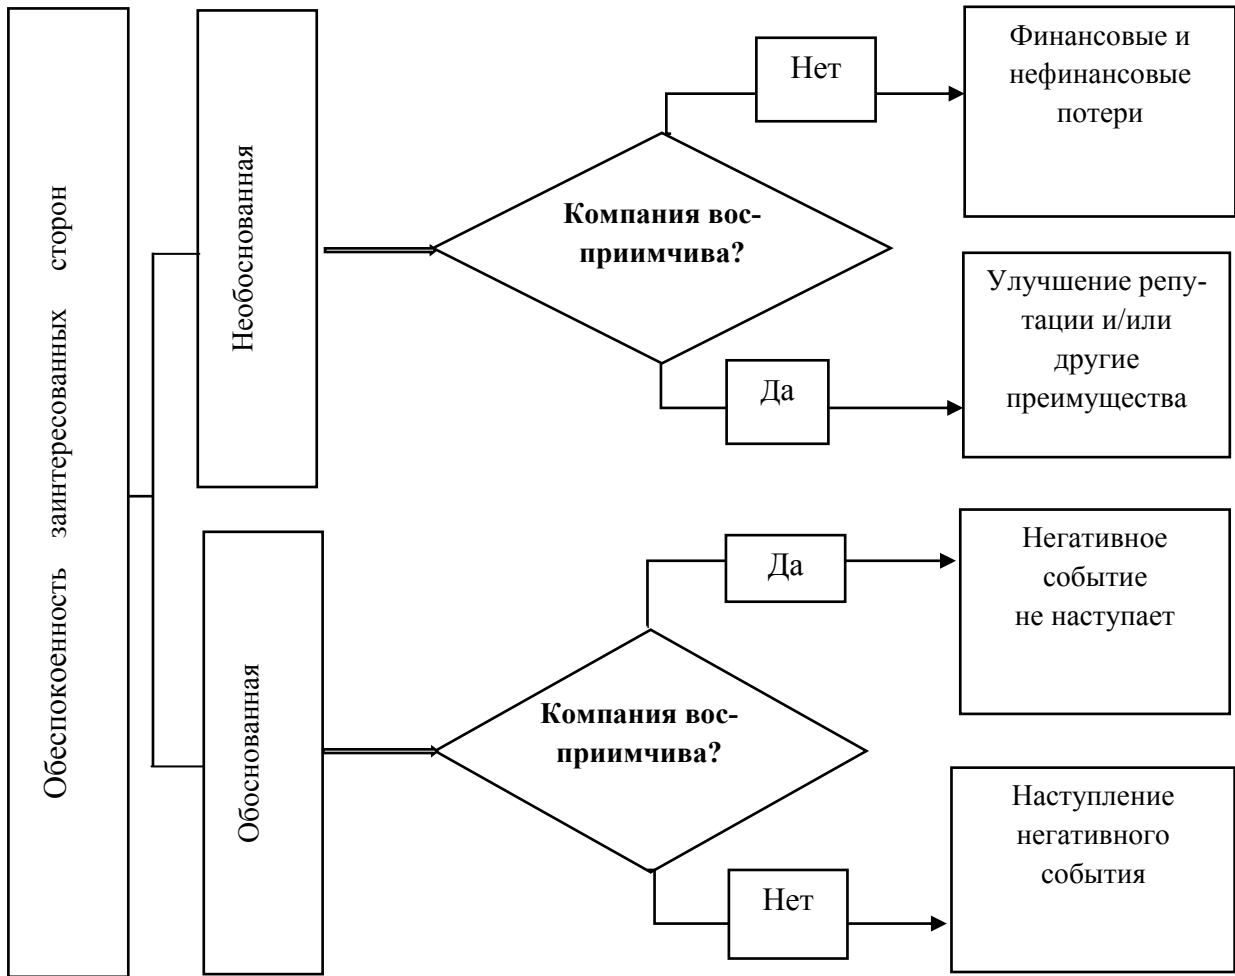 Обеспокоенность заинтересованных сторон
Необоснованная
Компания вос-
приимчива?
Нет
Финансовые и
нефинансовые
потери
Да
Улучшение репу-
тации и/или
другие
преимущества
Обоснованная
Компания вос-
приимчива?
Да
Негативное
событие
не наступает
Нет
Наступление
негативного
события